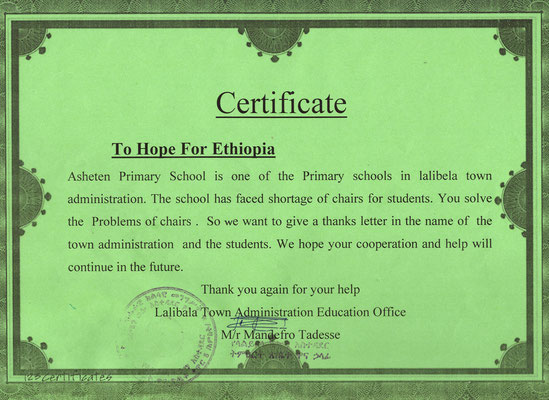 Certificate
To Hope For Ethiopia
Asheten Primary School is one of the Primary schools in lalibela town
administration. The school has faced shortage of chairs for students. You solve
the Problems of chairs . So we want to give a thanks letter in the name of the
town administration and the students. We hope your cooperation and help will
continue in the future.
Thank you again for your help
Lalibala Town Administration Education Office
M/r Mandefro Tadesse
123certificates